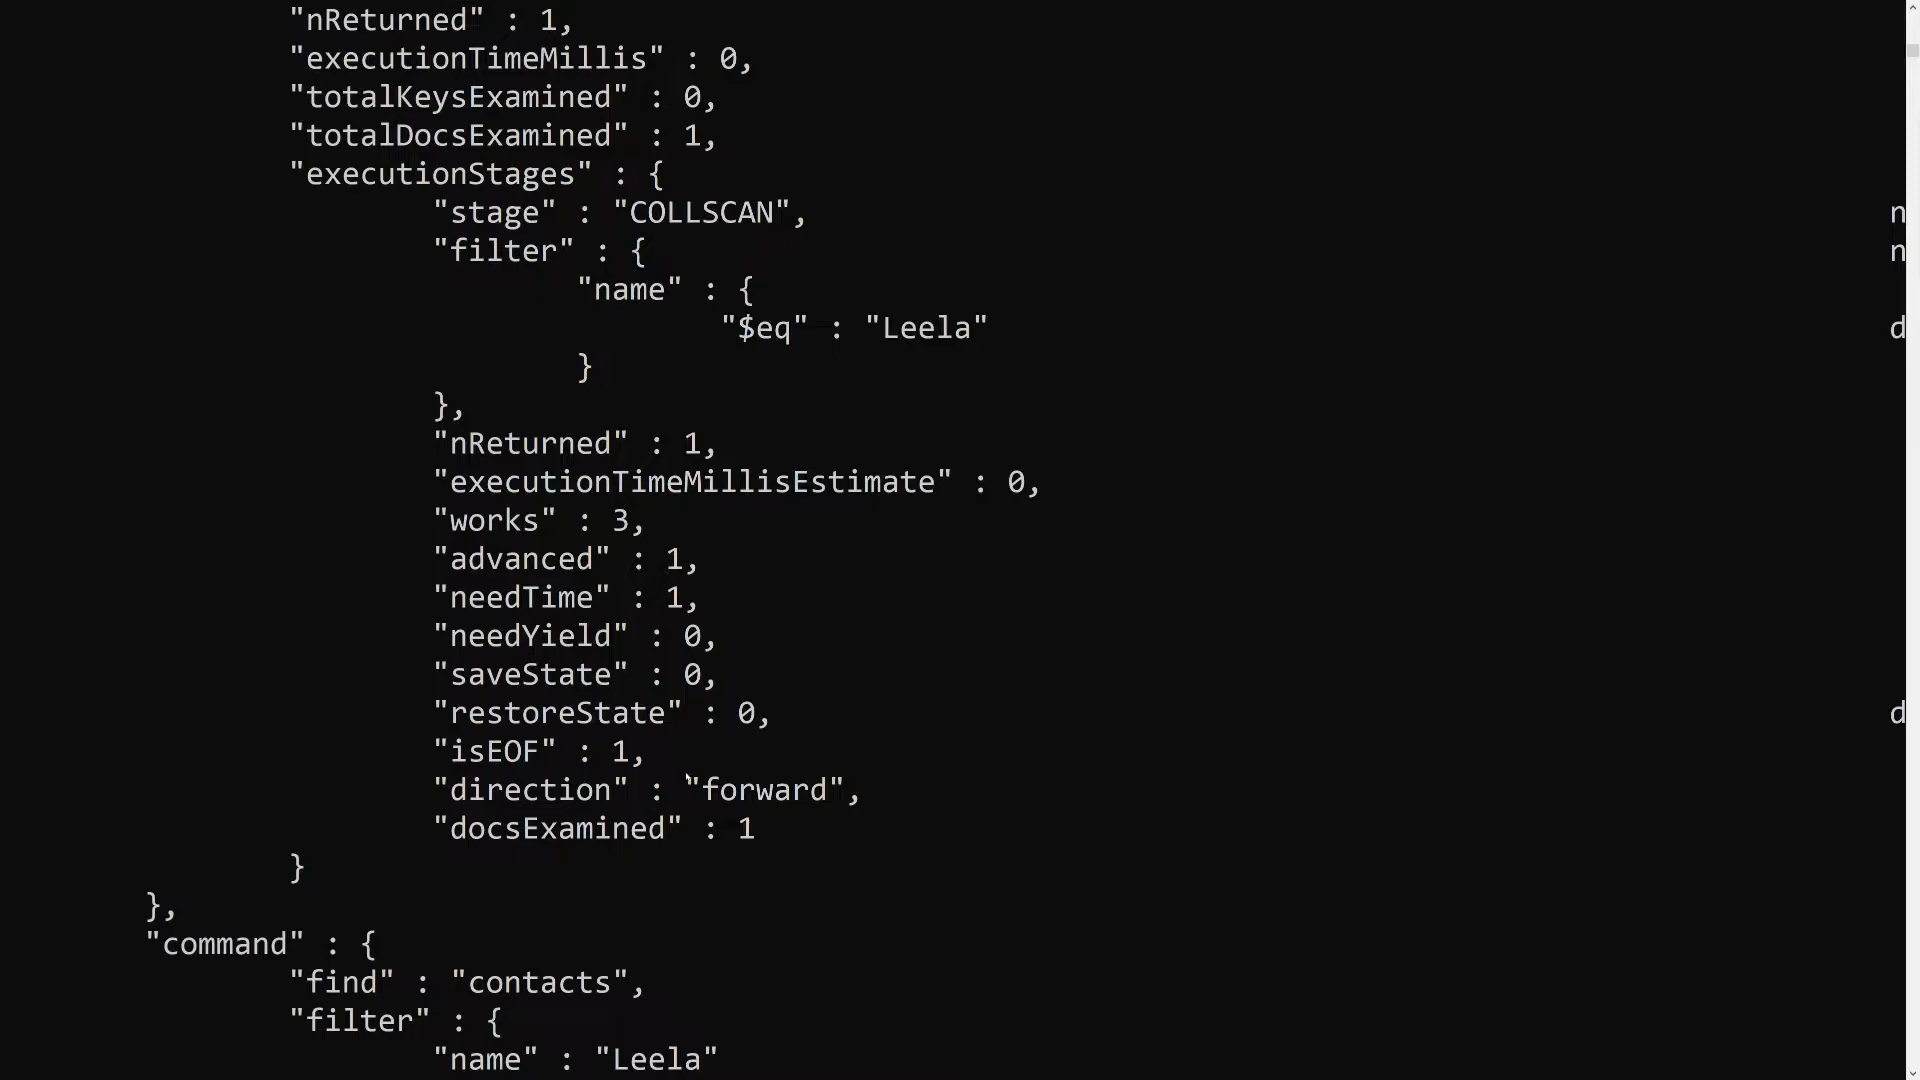 "nReturned" : 1,
"executionTimeMillis" : 0,
"totalKeysExamined" : 0,
"totalDocsExamined" : 1,
"executionStages" : {
"stage" : "COLLSCAN", n
"filter" : { n
"name" : {
"$eq" : "Leela" d
}
},
"nReturned" : 1,
"executionTimeMillisEstimate" : 0,
"works" : 3,
"advanced" : 1,
"needTime" : 1,
"needYield" : 0,
"saveState" : 0,
"restoreState" : 0, d
"isEOF" : 1,
"direction" : "forward",
"docsExamined" : 1
}
},
"command" : {
"find" : "contacts",
"filter" : {
"name" : "Leela"